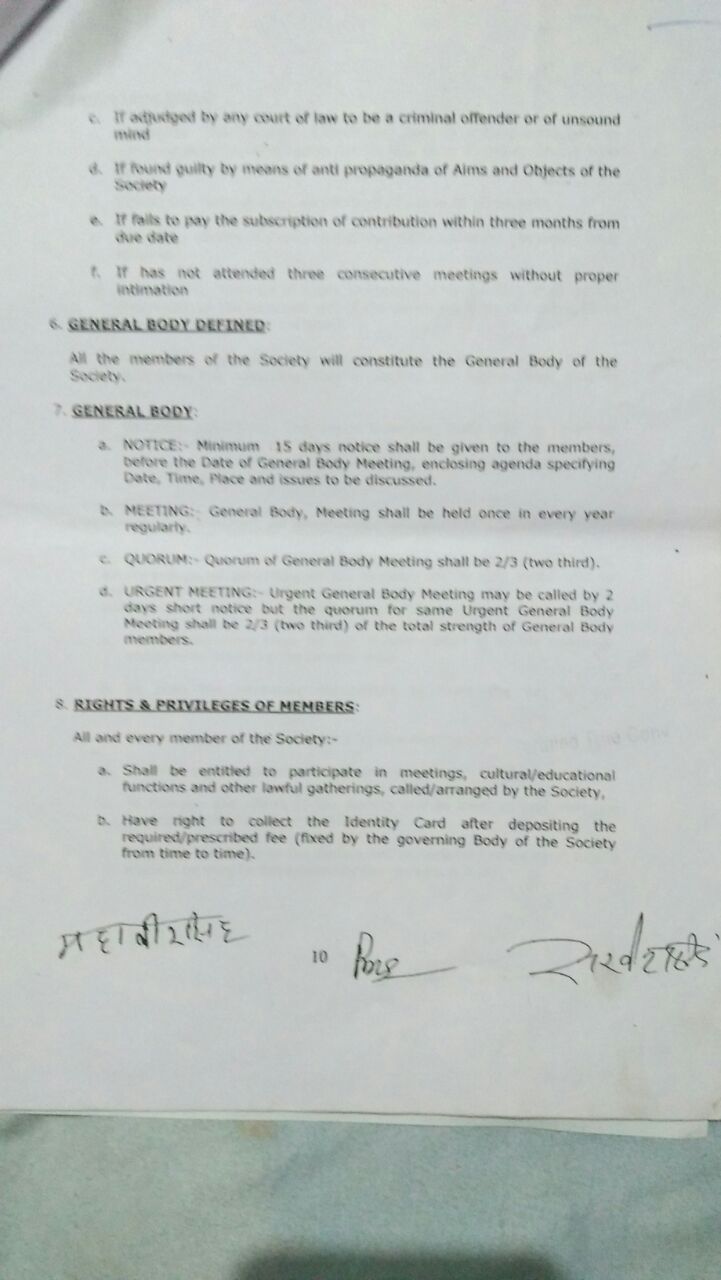 c. If adjudged by any court of law to be a criminal offender or of unsound
mind
d. If found guilty by means of anti propaganda of Aims and Objects of the
Society
e. If fails to pay the subscription of contribution within three months from
due date
f. If has not attended three consecutive meetings without proper
intimation
6. GENERAL BODY DEFINED:
All the members of the Society will constitute the General Body of the
Society.
7. GENERAL BODY:
a. NOTICE:- Minimum 15 days notice shall be given to the members,
before the Date of General Body Meeting, enclosing agenda specifying
Date, Time, Place and issues to be discussed.
b. MEETING:- General Body, Meeting shall be held once in every year
regularly.
c. QUORUM:- Quorum of General Body Meeting shall be 2/3 (two third).
d. URGENT MEETING:- Urgent General Body Meeting may be called by 2
days short notice but the quorum for same Urgent General Body
Meeting shall be 2/3 (two third) of the total strength of General Body
members.
8. RIGHTS & PRIVILEGES OF MEMBERS:
All and every member of the Society:-
a. Shall be entitled to participate in meetings, cultural/educational
functions and other lawful gatherings, called/arranged by the Society,
b. Have right to collect the Identity Card after depositing the
required/prescribed fee (fixed by the governing Body of the Society
from time to time).
महावीरसिंह
10